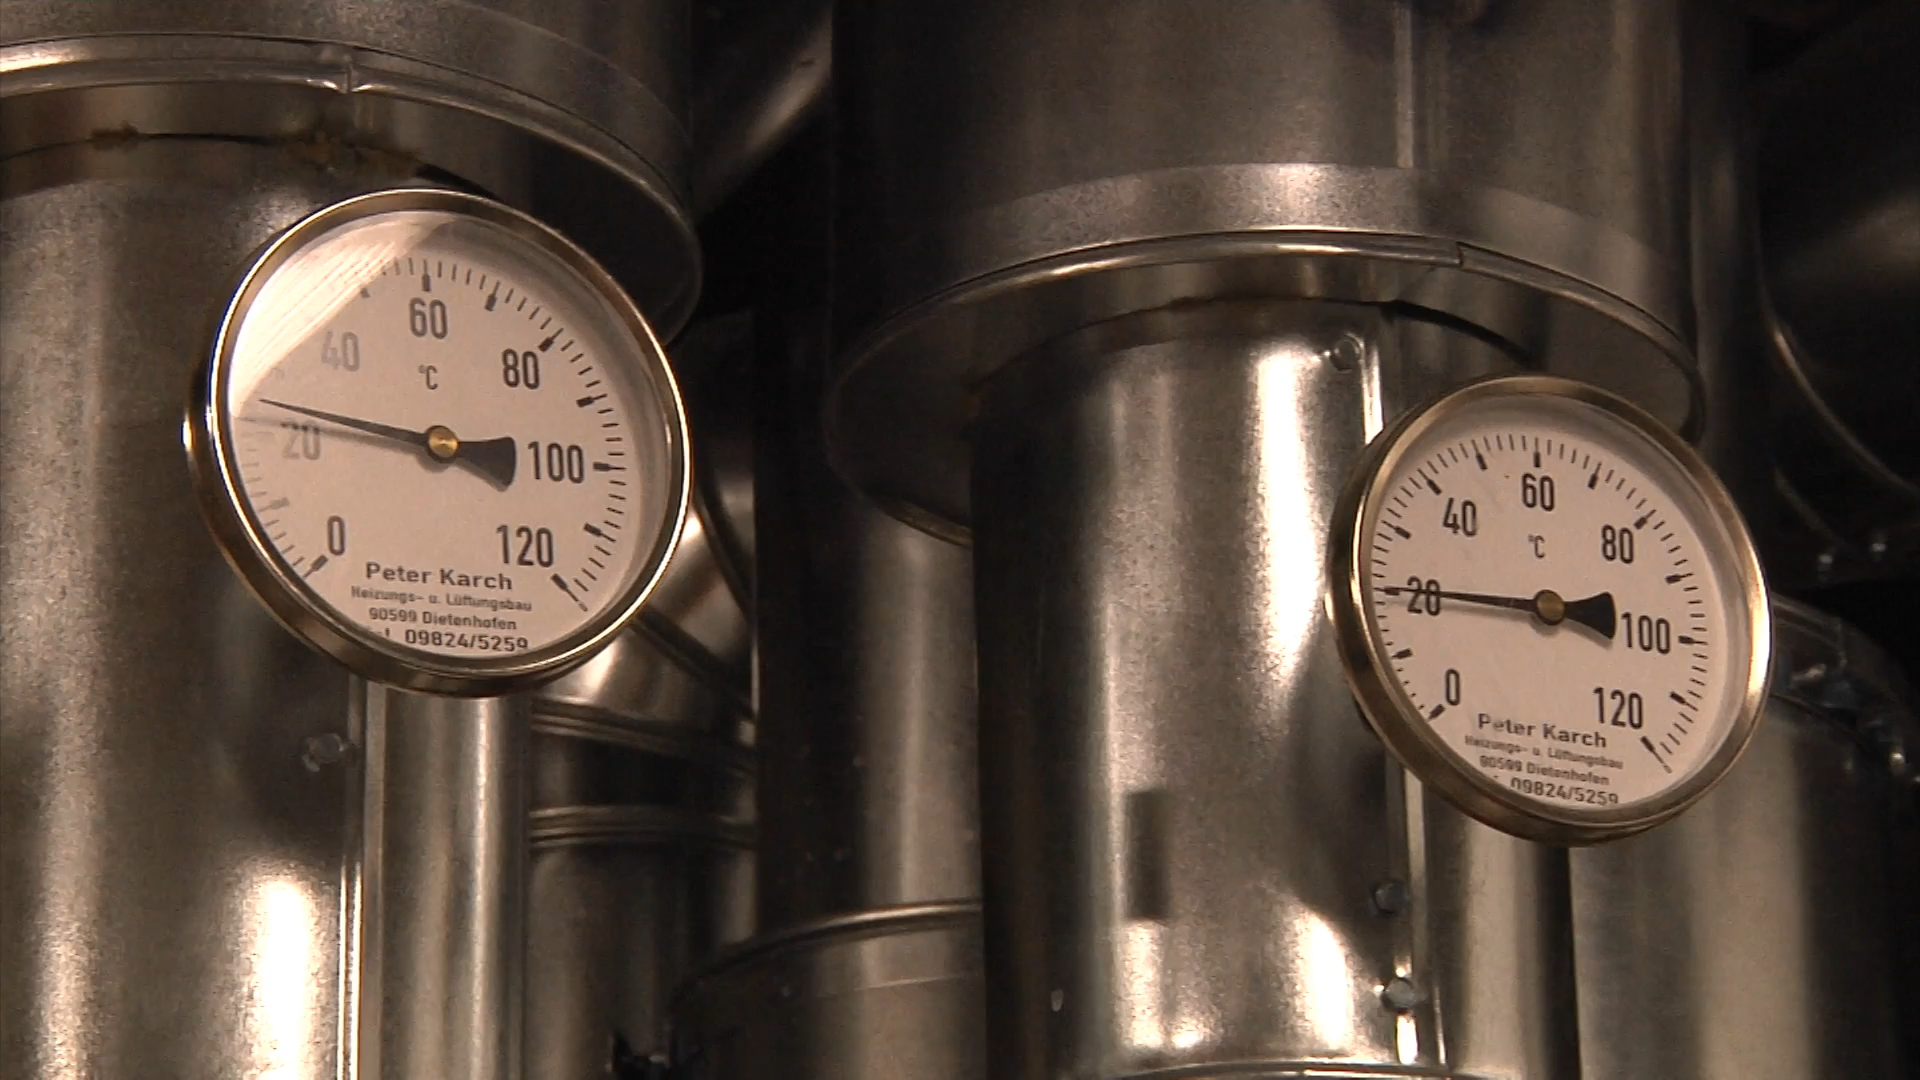 60
40
80
°C
20
100
0
120
Peter Karch
Heizungs- u. Lüftungsbau
90599 Dietenhofen
09824/5259
60
40
80
°C
20
100
0
120
Peter Karch
Heizungs- u. Lüftungsbau
90599 Dietenhofen
09824/5259